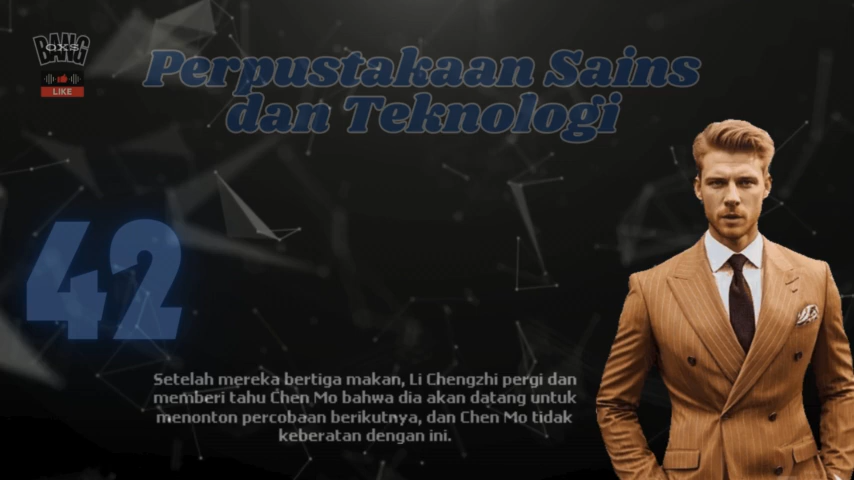 BANG
OXS
LIKE
Perpustakaan Sains
dan Teknologi
42
Setelah mereka bertiga makan, Li Chengzhi pergi dan
memberi tahu Chen Mo bahwa dia akan datang untuk
menonton percobaan berikutnya, dan Chen Mo tidak
keberatan dengan ini.